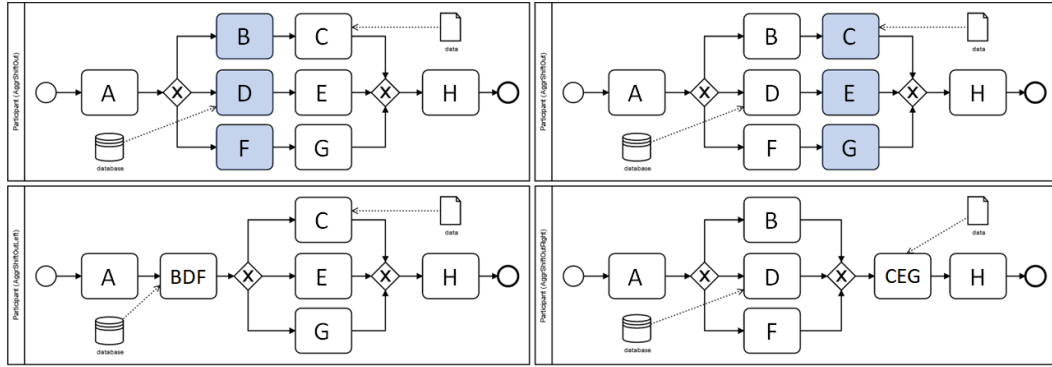 Participant (AggrShiftOut)
A
X
B
C
D
E
F
G
X
H
database
data
Participant (AggrShiftOut)
A
X
B
C
D
E
F
G
X
H
database
data
Participant (AggrShiftOutLeft)
A
BDF
X
C
E
G
X
H
database
data
Participant (AggrShiftOutRight)
A
X
B
D
F
X
CEG
H
database
data